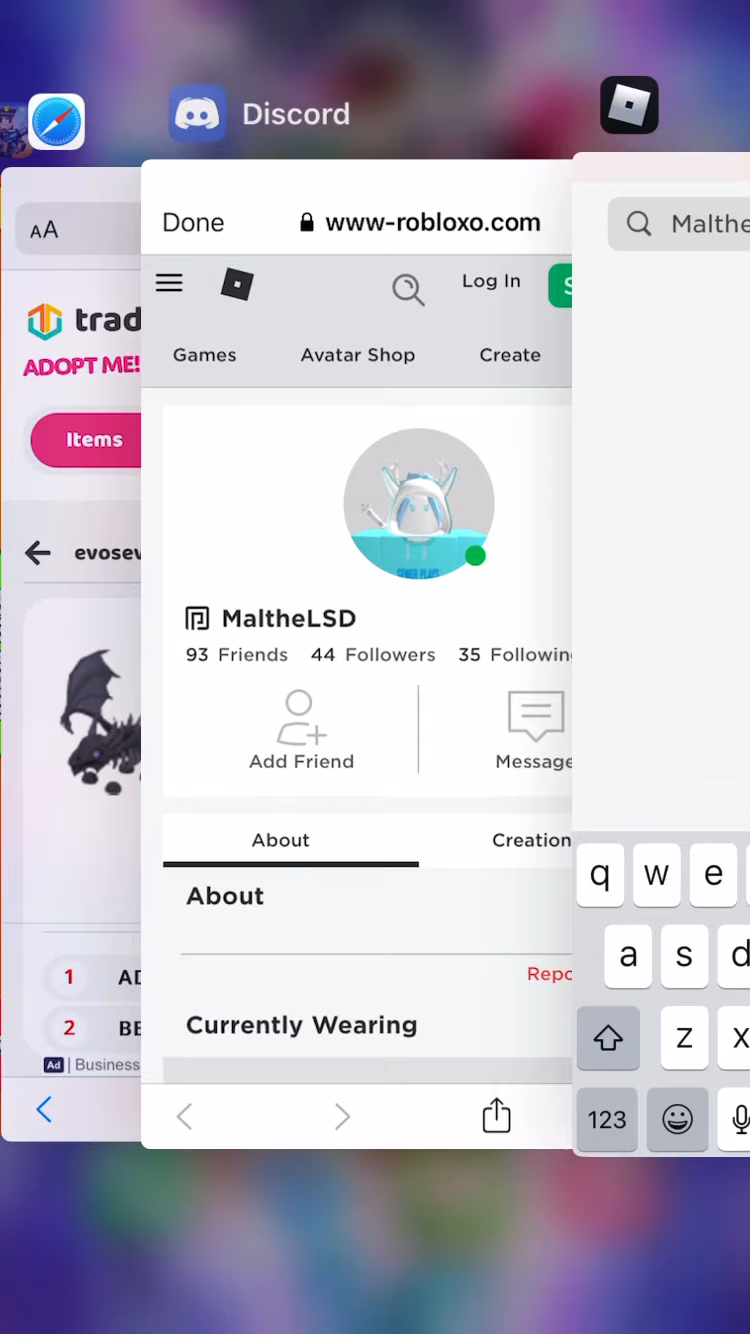 Discord
AA
Done
www-robloxo.com
Malthe
Log In
S
trad
ADOPT ME!
Games
Avatar Shop
Create
Items
evosev
SEWER PLAYS
MaltheLSD
93 Friends
44 Followers
35 Followin
Add Friend
Message
About
Creation
q w e
About
a s d
Repo
1 AD
2 BE
Currently Wearing
z x
Ad | Business
123